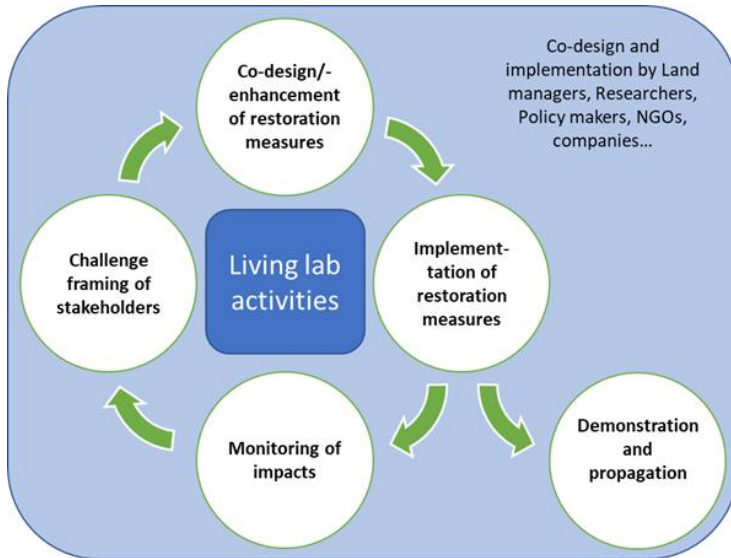 Co-design/-
enhancement
of restoration
measures
Co-design and
implementation by Land
managers, Researchers,
Policy makers, NGOs,
companies…
Challenge
framing of
stakeholders
Living lab
activities
Implement-
tation of
restoration
measures
Monitoring of
impacts
Demonstration
and
propagation